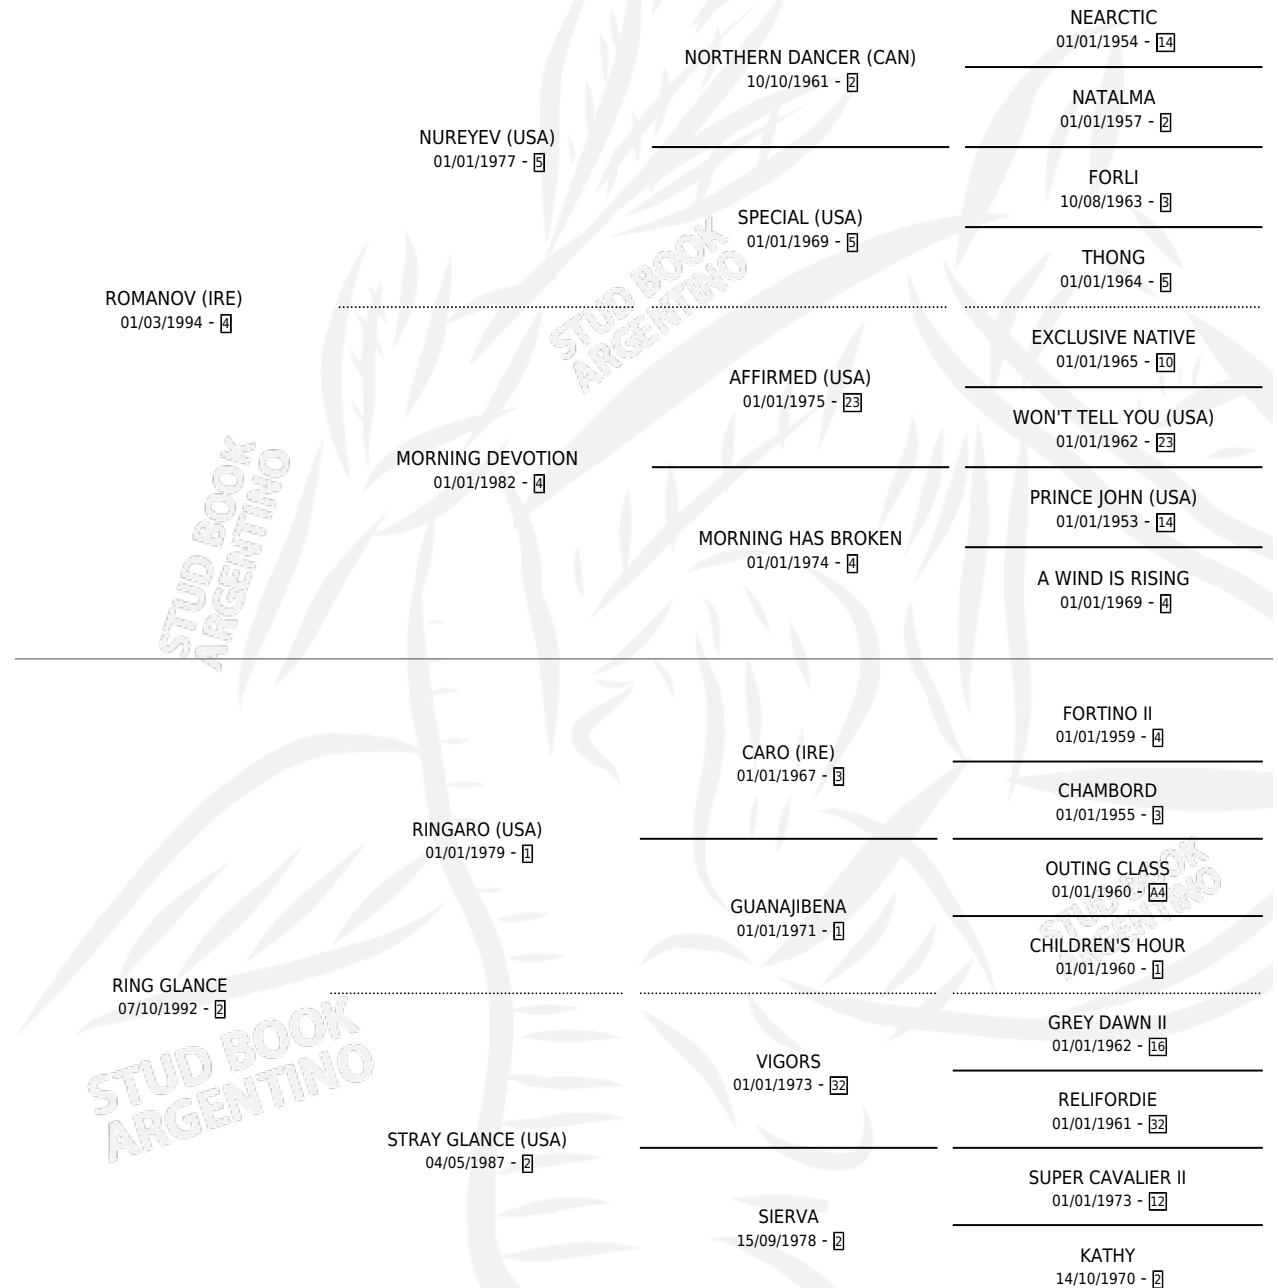 NEARCTIC
01/01/1954 - 14
NORTHERN DANCER (CAN)
10/10/1961 - 2
NATALMA
01/01/1957 - 2
NUREYEV (USA)
01/01/1977 - 5
FORLI
10/08/1963 - 3
SPECIAL (USA)
01/01/1969 - 5
THONG
01/01/1964 - 5
ROMANOV (IRE)
01/03/1994 - 4
EXCLUSIVE NATIVE
01/01/1965 - 10
AFFIRMED (USA)
01/01/1975 - 23
WON'T TELL YOU (USA)
01/01/1962 - 23
MORNING DEVOTION
01/01/1982 - 4
PRINCE JOHN (USA)
01/01/1953 - 14
MORNING HAS BROKEN
01/01/1974 - 4
A WIND IS RISING
01/01/1969 - 4
FORTINO II
01/01/1959 - 4
CARO (IRE)
01/01/1967 - 3
CHAMBORD
01/01/1955 - 3
RINGARO (USA)
01/01/1979 - 1
OUTING CLASS
01/01/1960 - A4
GUANAJIBENA
01/01/1971 - 1
CHILDREN'S HOUR
01/01/1960 - 1
RING GLANCE
07/10/1992 - 2
GREY DAWN II
01/01/1962 - 16
VIGORS
01/01/1973 - 32
RELIFORDIE
01/01/1961 - 32
STRAY GLANCE (USA)
04/05/1987 - 2
SUPER CAVALIER II
01/01/1973 - 12
SIERVA
15/09/1978 - 2
KATHY
14/10/1970 - 2
STUD BOOK
ARGENTINO
STUD BOOK
ARGENTINO
STUD BOOK
ARGENTINO
STUD BOOK
ARGENTINO